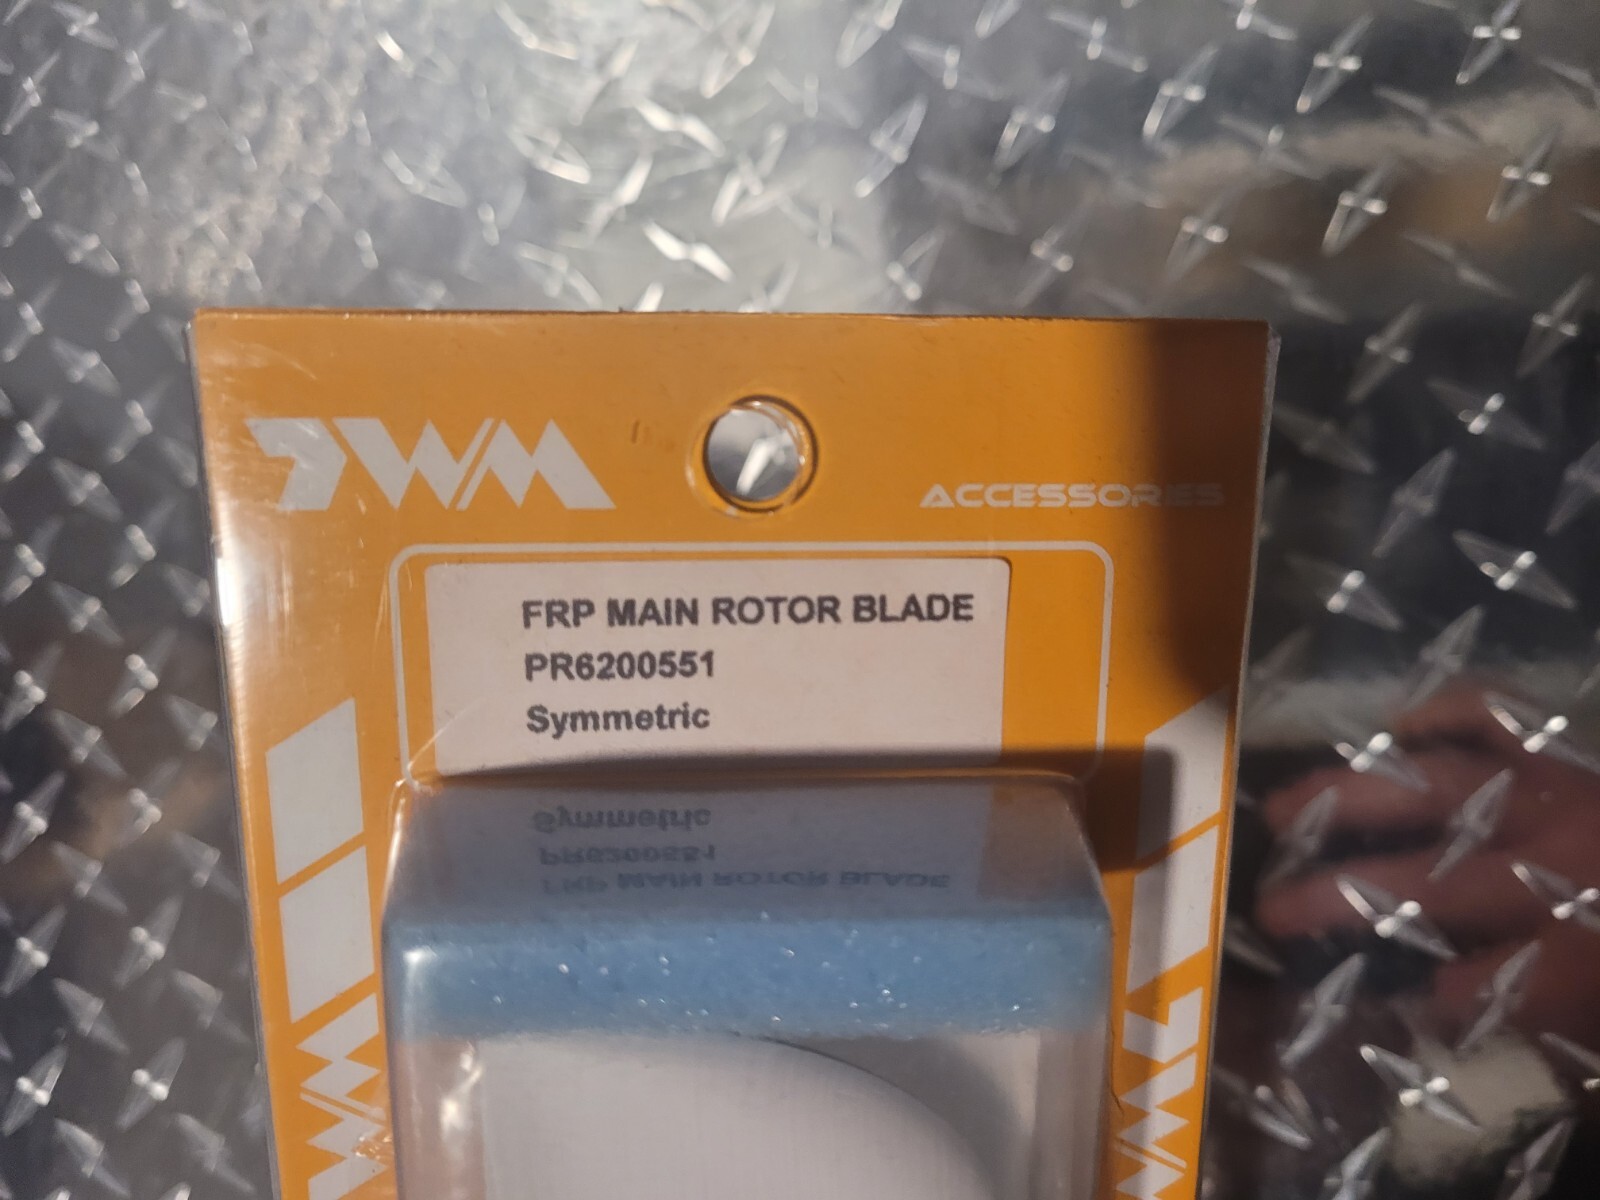 JWM
ACCESSORIES
FRP MAIN ROTOR BLADE
PR6200551
Symmetric